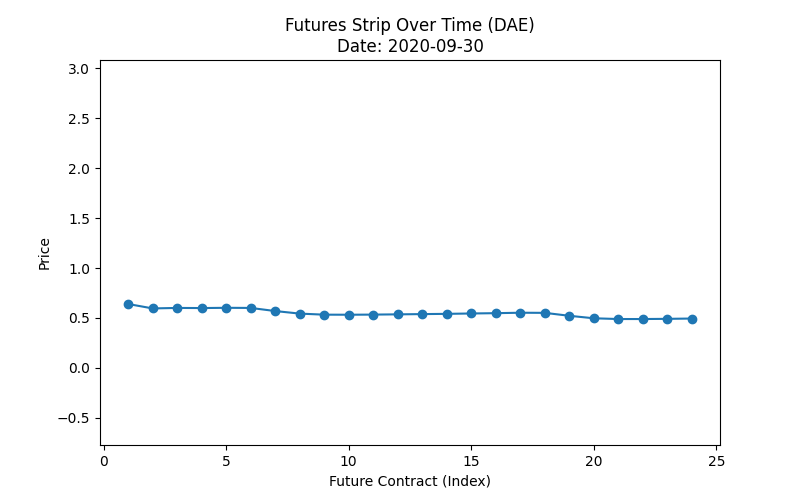 Futures Strip Over Time (DAE)
Date: 2020-09-30
3.0
2.5
2.0
1.5
1.0
0.5
0.0
−0.5
Price
0 5 10 15 20 25
Future Contract (Index)